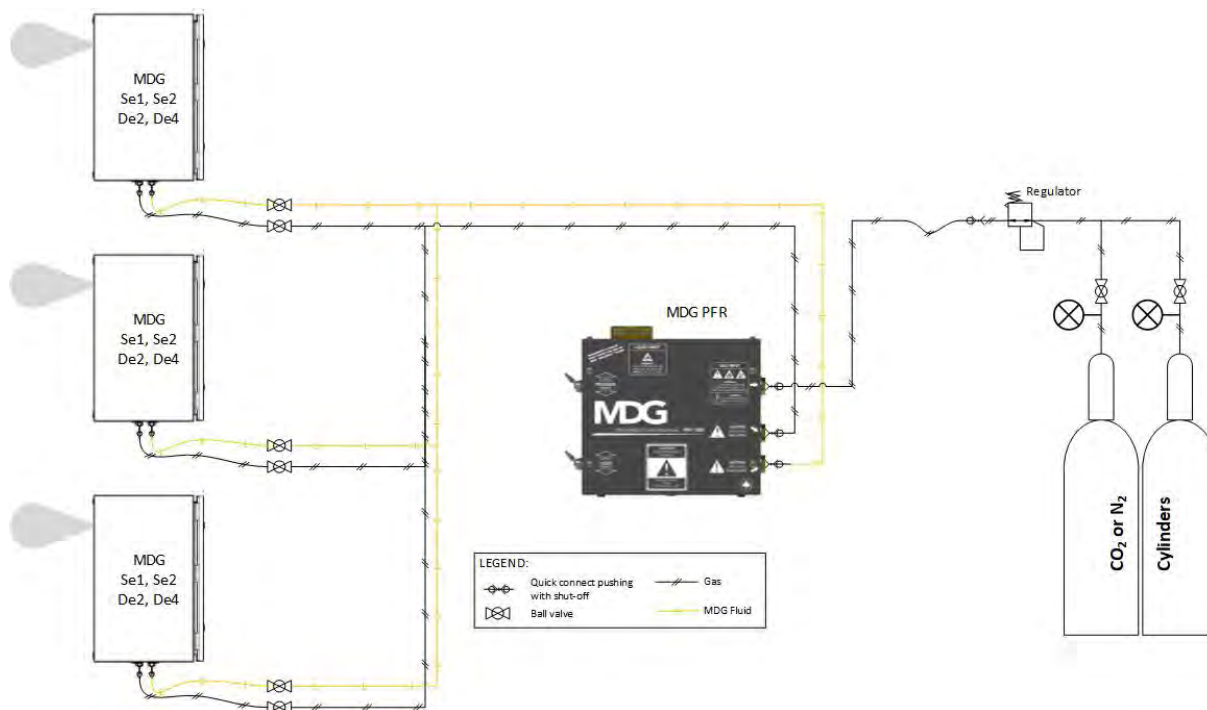 MDG
Se1, Se2
De2, De4
Regulator
MDG
Se1, Se2
De2, De4
MDG PFR
MDG
CO₂ or N₂
Cylinders
MDG
Se1, Se2
De2, De4
LEGEND:
Quick connect pushing
with shut-off
Gas
Ball valve
MDG Fluid